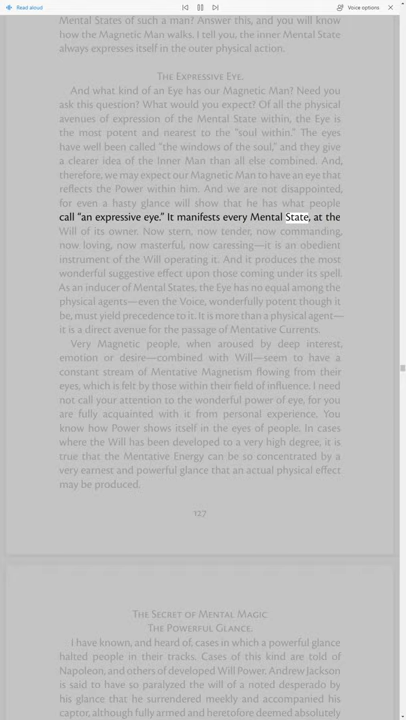 Read aloud
Voice options
Mental States of such a man? Answer this, and you will know
how the Magnetic Man walks. I tell you, the inner Mental State
always expresses itself in the outer physical action.
The Expressive Eye.
And what kind of an Eye has our Magnetic Man? Need you
ask this question? What would you expect? Of all the physical
avenues of expression of the Mental State within, the Eye is
the most potent and nearest to the “soul within.” The eyes
have well been called “the windows of the soul,” and they give
a clearer idea of the Inner Man than all else combined. And,
therefore, we may expect our Magnetic Man to have an eye that
reflects the Power within him. And we are not disappointed,
for even a hasty glance will show that he has what people
call “an expressive eye.” It manifests every Mental State, at the
Will of its owner. Now stern, now tender, now commanding,
now loving, now masterful, now caressing—it is an obedient
instrument of the Will operating it. And it produces the most
wonderful suggestive effect upon those coming under its spell.
As an inducer of Mental States, the Eye has no equal among the
physical agents—even the Voice, wonderfully potent though it
be, must yield precedence to it. It is more than a physical agent—
it is a direct avenue for the passage of Mentative Currents.
Very Magnetic people, when aroused by deep interest,
emotion or desire—combined with Will—seem to have a
constant stream of Mentative Magnetism flowing from their
eyes, which is felt by those within their field of influence. I need
not call your attention to the wonderful power of eye, for you
are fully acquainted with it from personal experience. You
know how Power shows itself in the eyes of people. In cases
where the Will has been developed to a very high degree, it is
true that the Mentative Energy can be so concentrated by a
very earnest and powerful glance that an actual physical effect
may be produced.
127
The Secret of Mental Magic
The Powerful Glance.
I have known, and heard of, cases in which a powerful glance
halted people in their tracks. Cases of this kind are told of
Napoleon, and others of developed Will Power. Andrew Jackson
is said to have so paralyzed the will of a noted desperado by
his glance that he surrendered meekly and accompanied his
captor, although fully armed and heretofore deemed absolutely